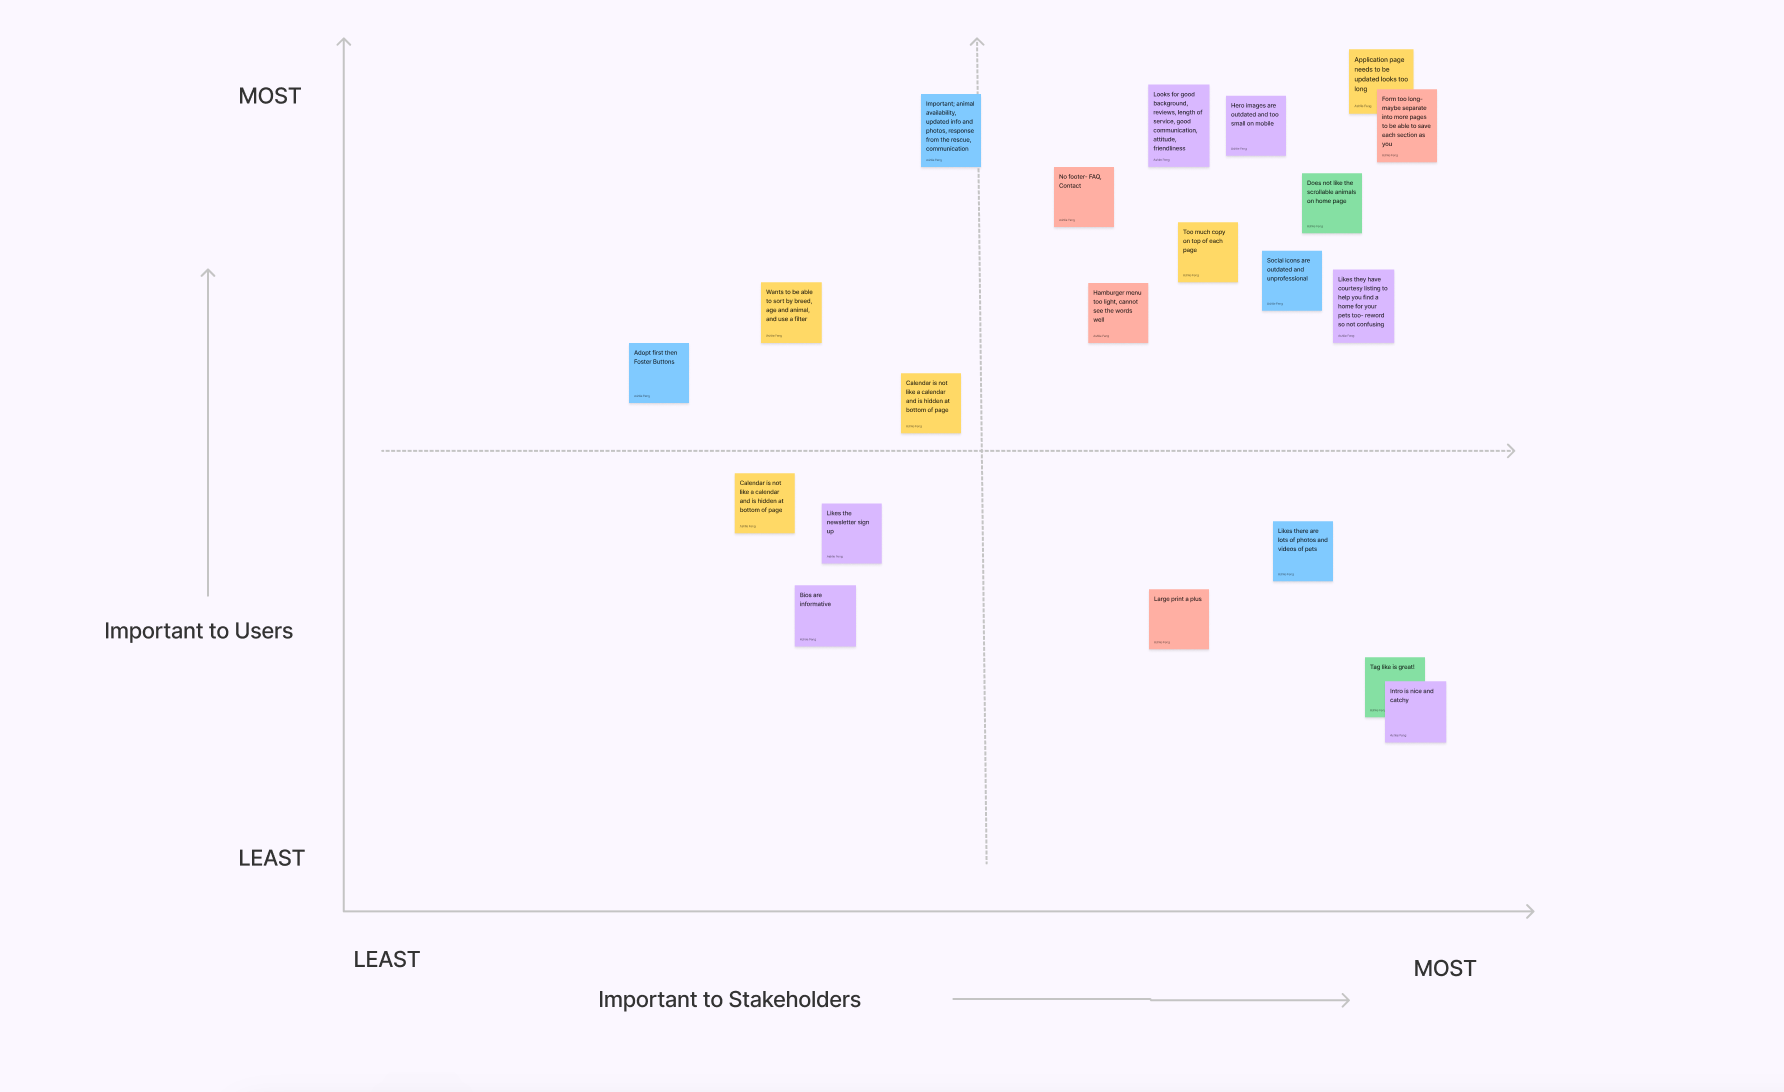 MOST
Important; animal
availability,
updated info and
photos, response
from the rescue,
communication
Looks for good
background,
reviews, length of
service, good
communication,
attitude,
friendliness
Hero images are
outdated and too
small on mobile
Application page
needs to be
updated looks too
long
Form too long-
maybe separate
into more pages
to be able to save
each section as
you
No footer- FAQ,
Contact
Does not like the
scrollable animals
on home page
Too much copy
on top of each
page
Social icons are
outdated and
unprofessional
Likes they have
courtesy listing to
help you find a
home for your
pets too- reword
so not confusing
Hamburger menu
too light, cannot
see the words
well
Wants to be able
to sort by breed,
age and animal,
and use a filter
Adopt first then
Foster Buttons
Calendar is not
like a calendar
and is hidden at
bottom of page
Calendar is not
like a calendar
and is hidden at
bottom of page
Likes the
newsletter sign
up
Bios are
informative
Likes there are
lots of photos and
videos of pets
Large print a plus
Tag like is great!
Intro is nice and
catchy
Important to Users
LEAST
LEAST
MOST
Important to Stakeholders